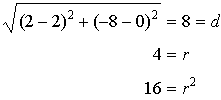 √((2 − 2)² + (−8 − 0)²) = 8 = d
4 = r
16 = r²